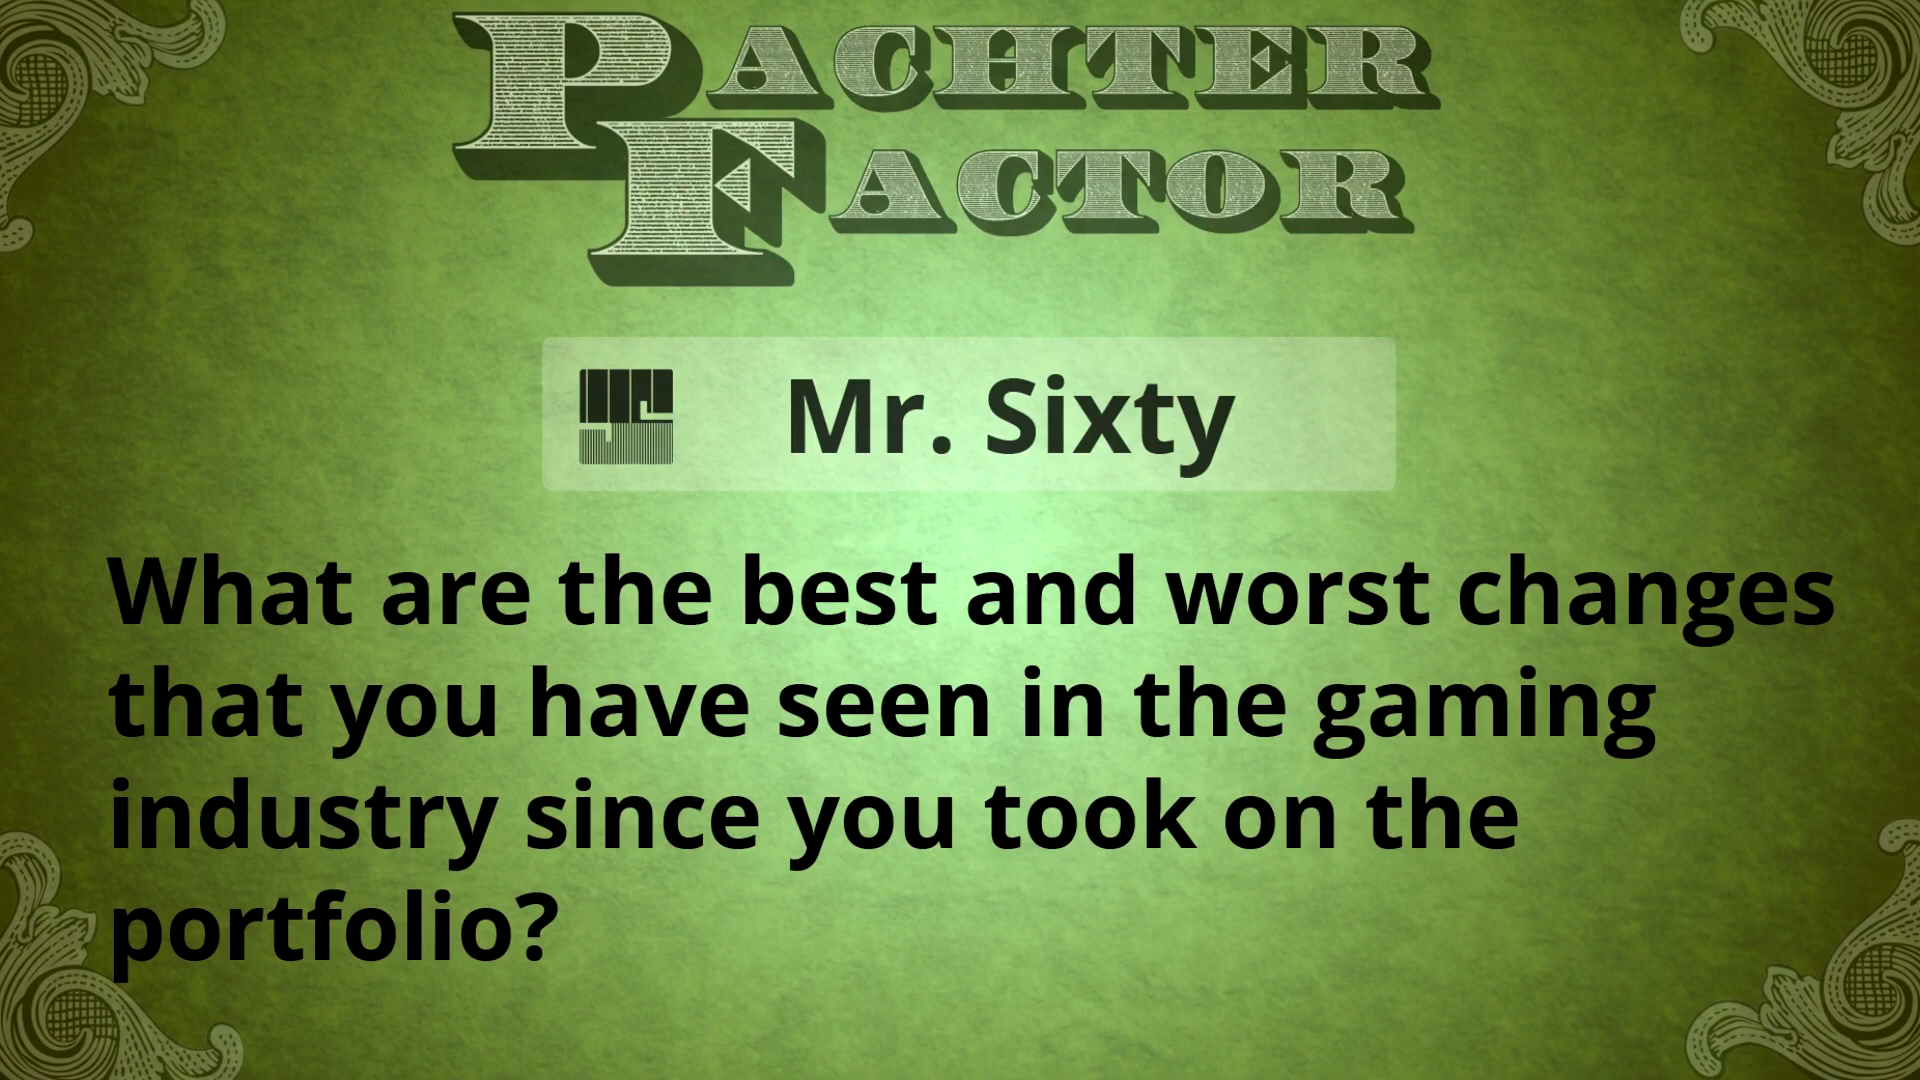 PACHTER
FACTOR
Mr. Sixty
What are the best and worst changes
that you have seen in the gaming
industry since you took on the
portfolio?